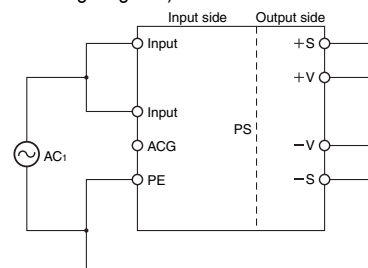 Input side Output side
Input
+S
+V
Input
PS
ACG
−V
AC1
PE
−S